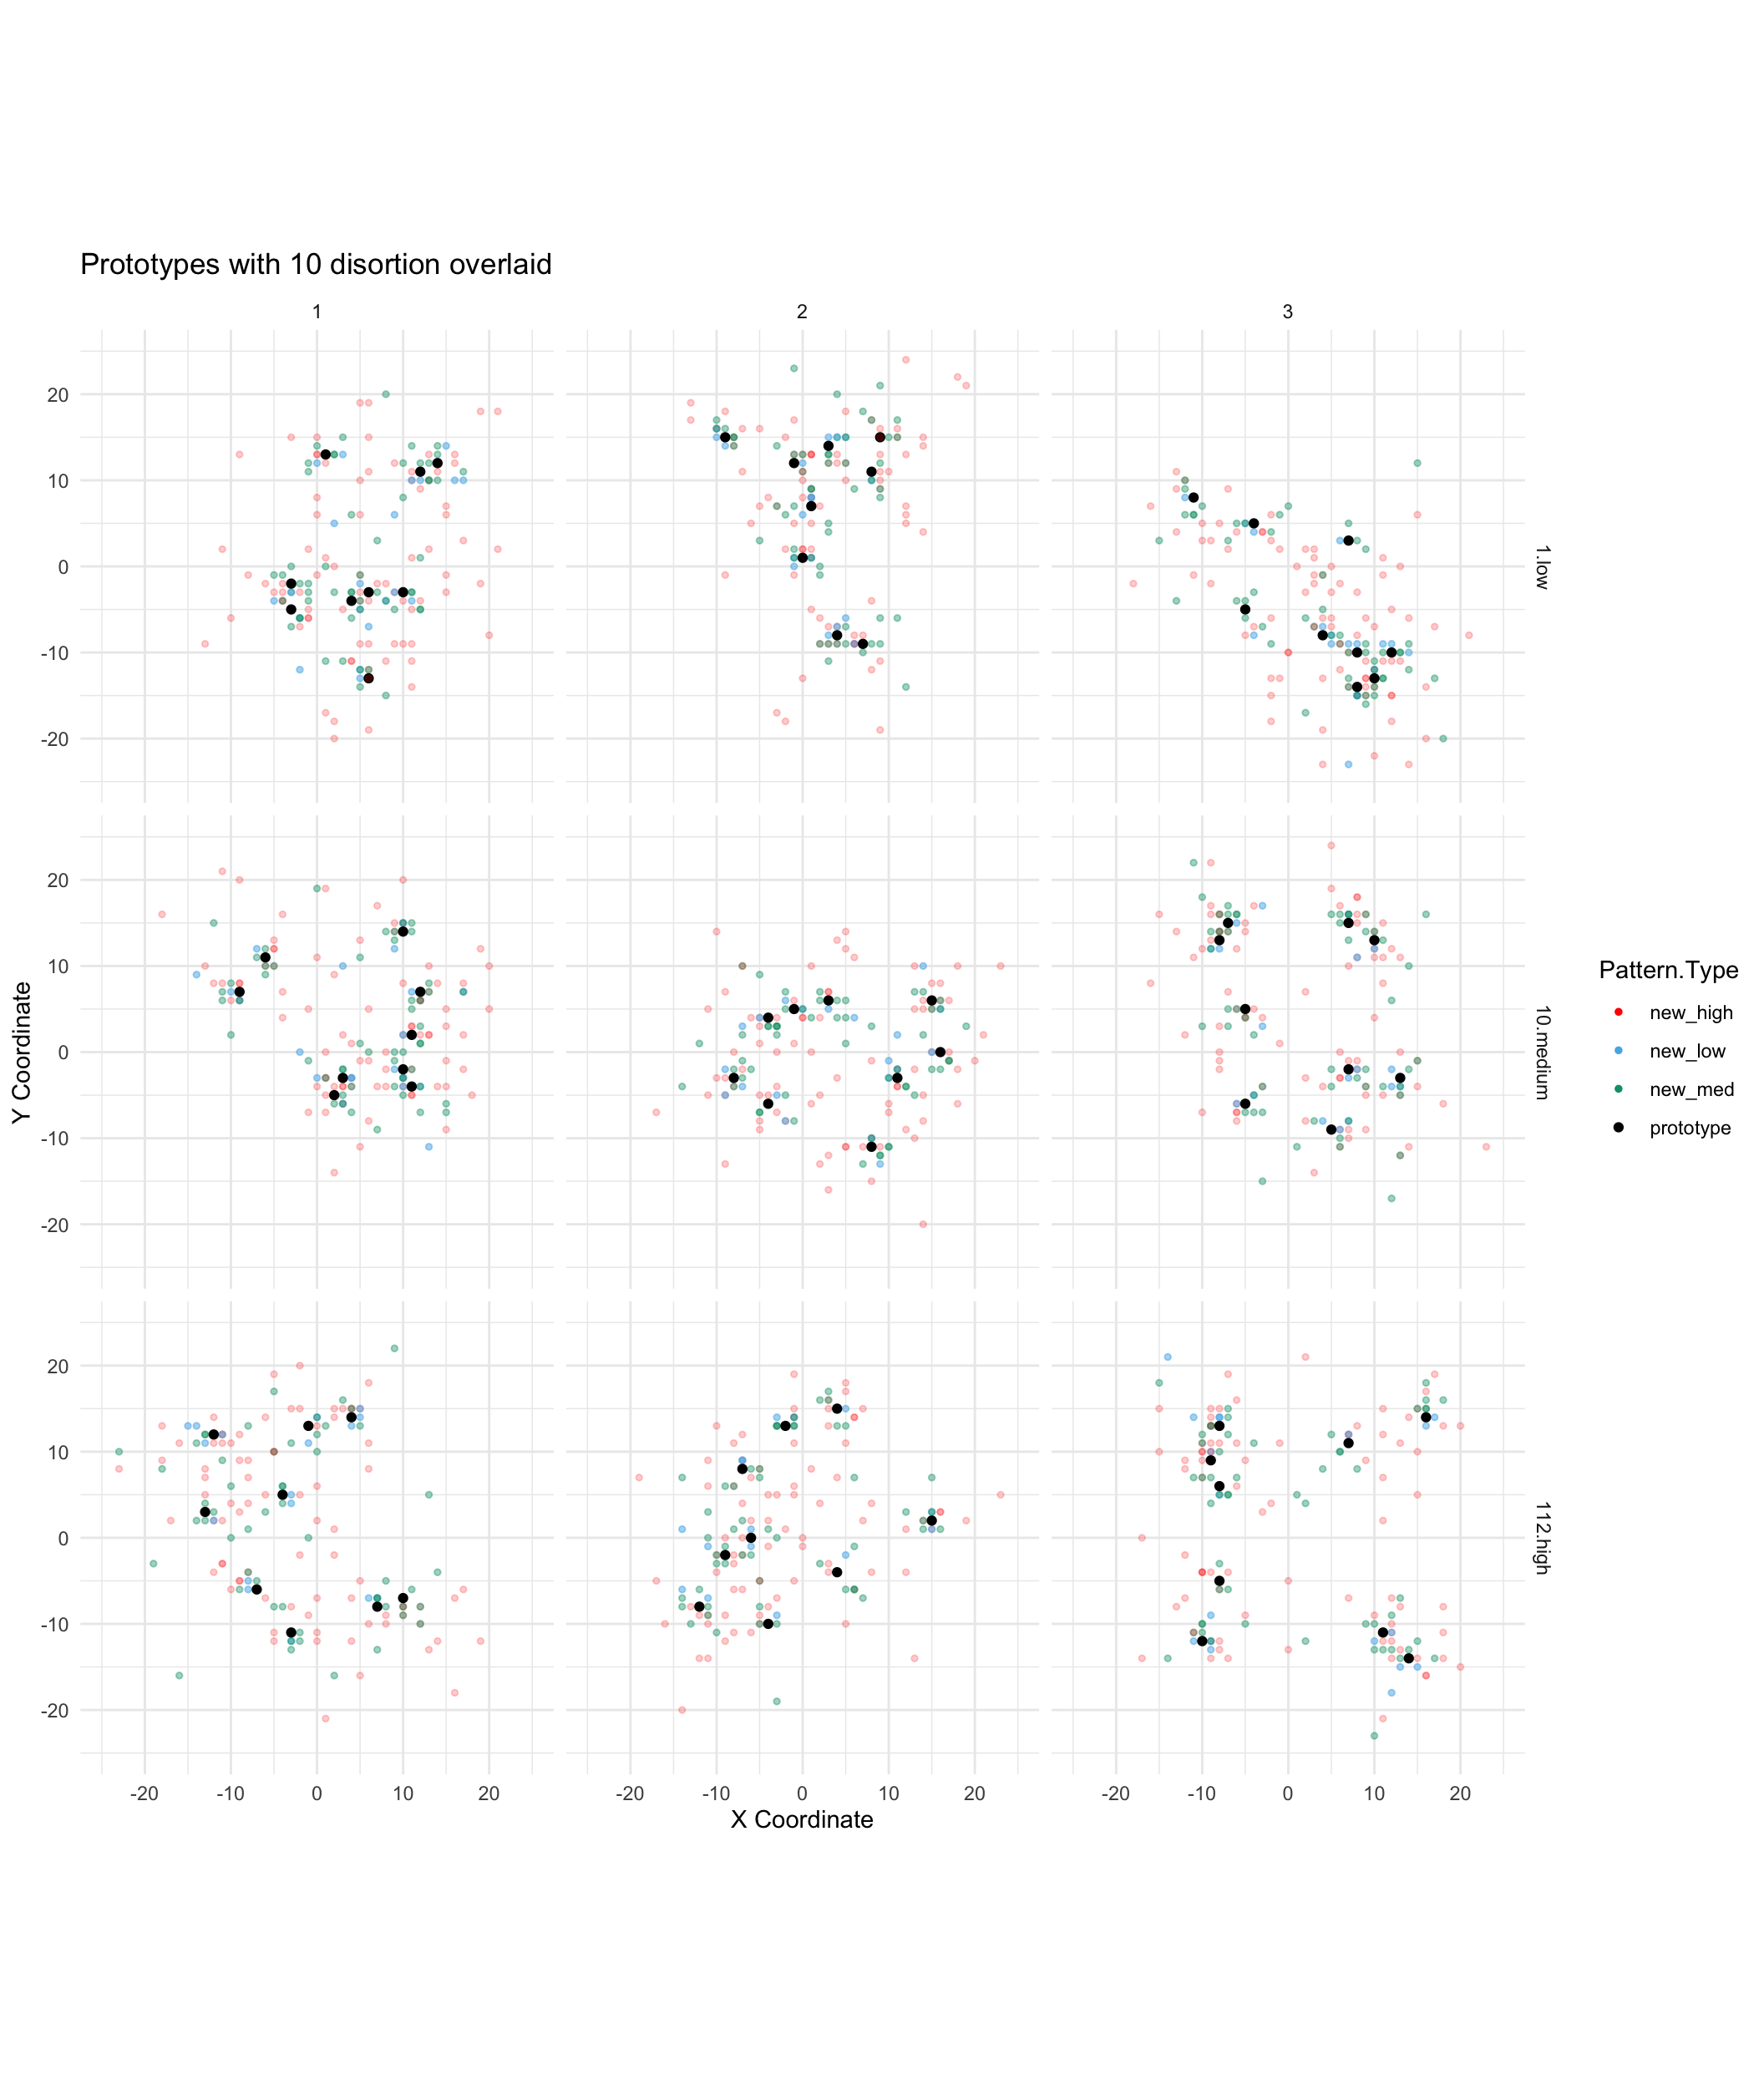 Prototypes with 10 disortion overlaid
1
2
3
20
10
0
-10
-20
1.low
20
10
0
-10
-20
10.medium
20
10
0
-10
-20
112.high
-20 -10 0 10 20
-20 -10 0 10 20
-20 -10 0 10 20
X Coordinate
Y Coordinate
Pattern.Type
new_high
new_low
new_med
prototype